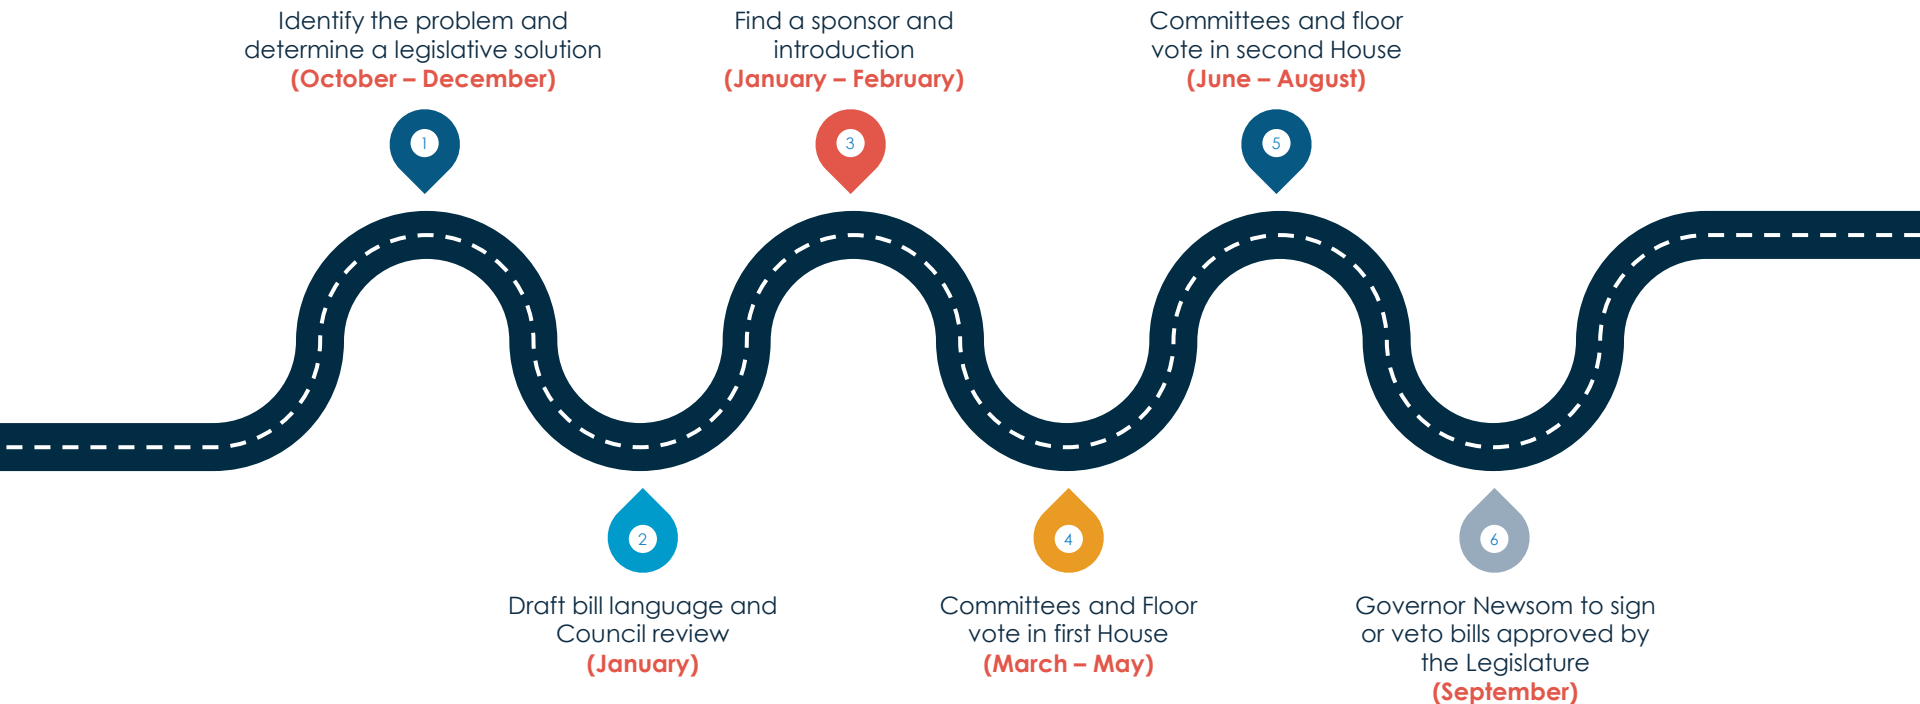 Identify the problem and
determine a legislative solution
(October – December)
1
Draft bill language and
Council review
(January)
2
Find a sponsor and
introduction
(January – February)
3
Committees and Floor
vote in first House
(March – May)
4
Committees and floor
vote in second House
(June – August)
5
Governor Newsom to sign
or veto bills approved by
the Legislature
(September)
6